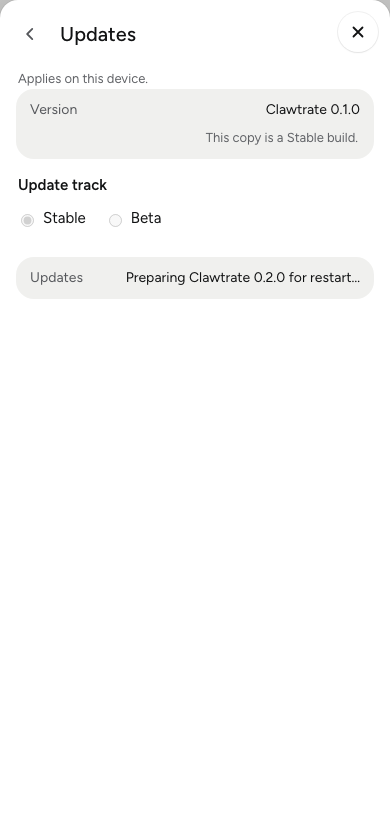 Updates
Applies on this device.
Version Clawtrate 0.1.0
This copy is a Stable build.
Update track
Stable Beta
Updates Preparing Clawtrate 0.2.0 for restart...